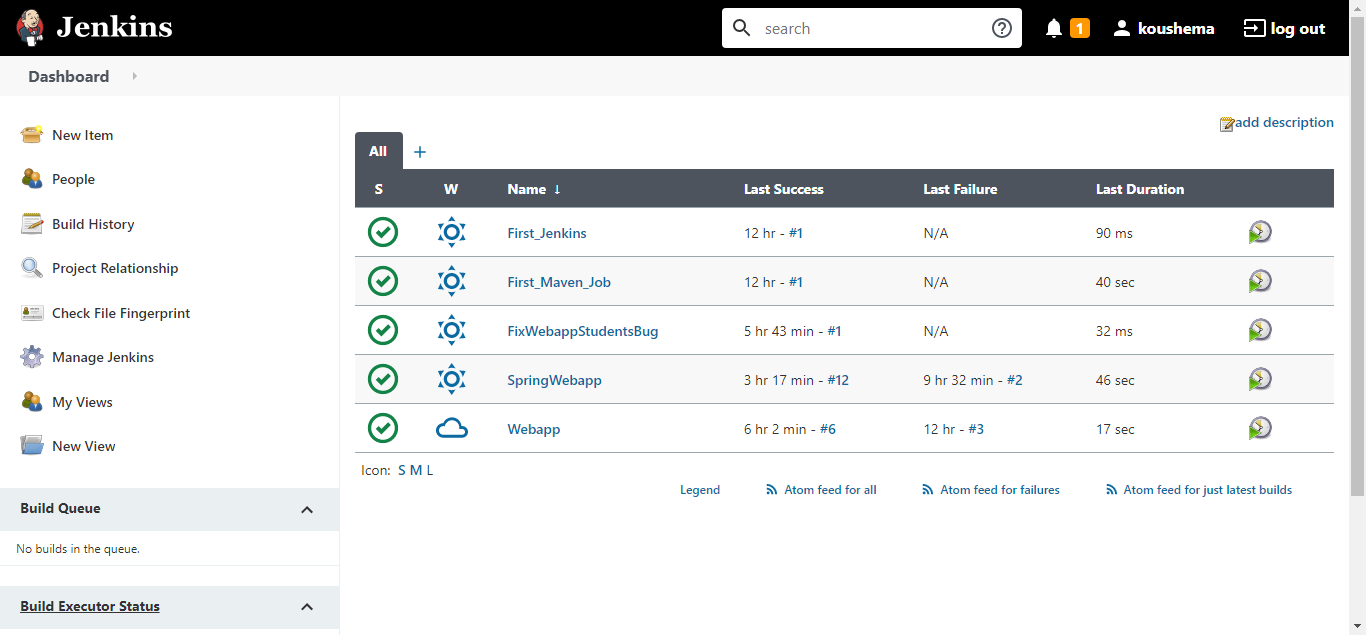 Jenkins
search
1
koushema
log out
Dashboard
New Item
People
Build History
Project Relationship
Check File Fingerprint
Manage Jenkins
My Views
New View
Build Queue
No builds in the queue.
Build Executor Status
add description
All +
S W Name ↓ Last Success Last Failure Last Duration
First_Jenkins 12 hr - #1 N/A 90 ms
First_Maven_Job 12 hr - #1 N/A 40 sec
FixWebappStudentsBug 5 hr 43 min - #1 N/A 32 ms
SpringWebapp 3 hr 17 min - #12 9 hr 32 min - #2 46 sec
Webapp 6 hr 2 min - #6 12 hr - #3 17 sec
Icon: S M L
Legend Atom feed for all Atom feed for failures Atom feed for just latest builds